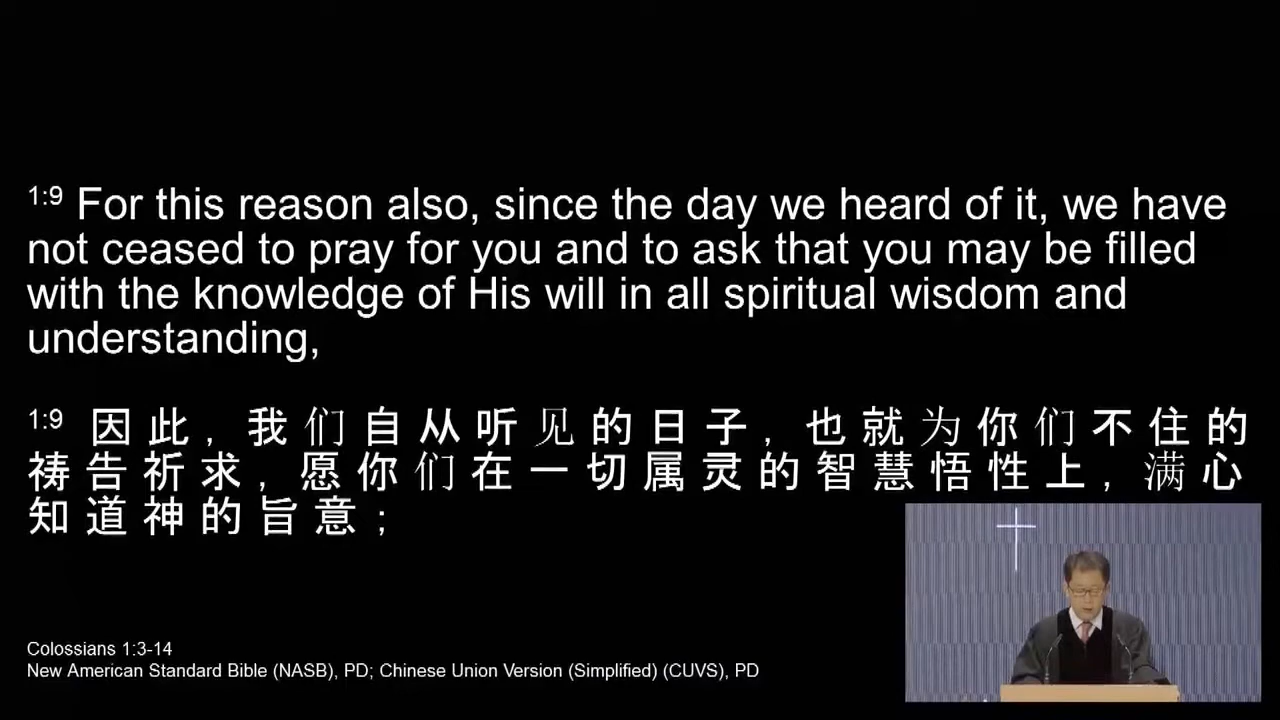 1:9 For this reason also, since the day we heard of it, we have
not ceased to pray for you and to ask that you may be filled
with the knowledge of His will in all spiritual wisdom and
understanding,
1:9 因此，我们自从听见的日子，也就为你们不住的
祷告祈求，愿你们在一切属灵的智慧悟性上，满心
知道神的旨意；
Colossians 1:3-14
New American Standard Bible (NASB), PD; Chinese Union Version (Simplified) (CUVS), PD